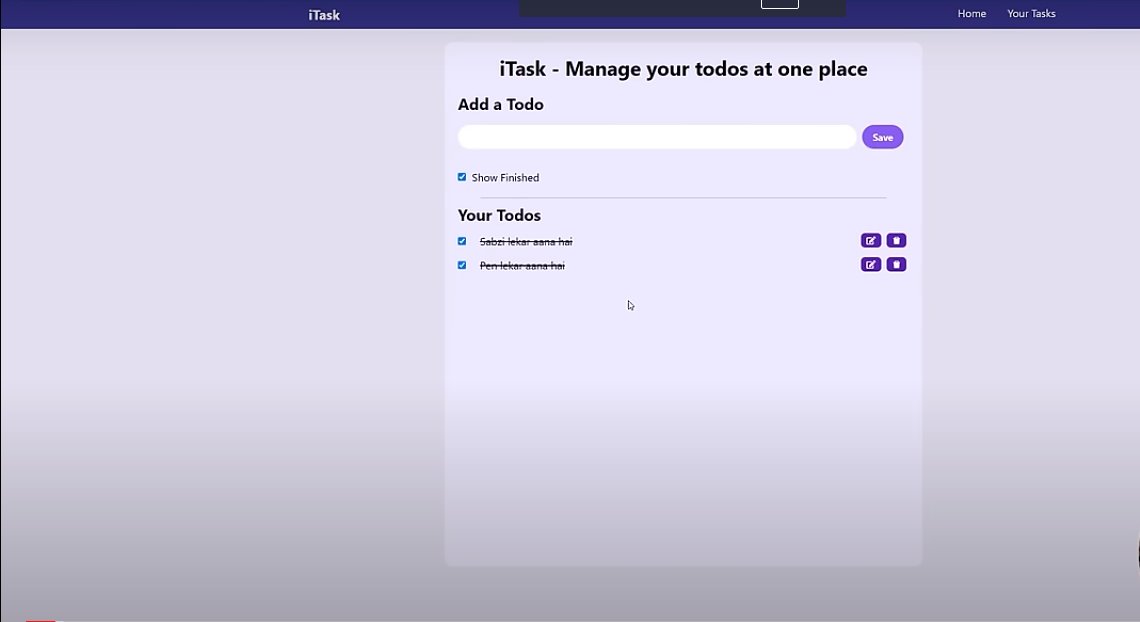 iTask
Home
Your Tasks
iTask - Manage your todos at one place
Add a Todo
Save
Show Finished
Your Todos
Sabzi lekar aana hai
Pen lekar aana hai